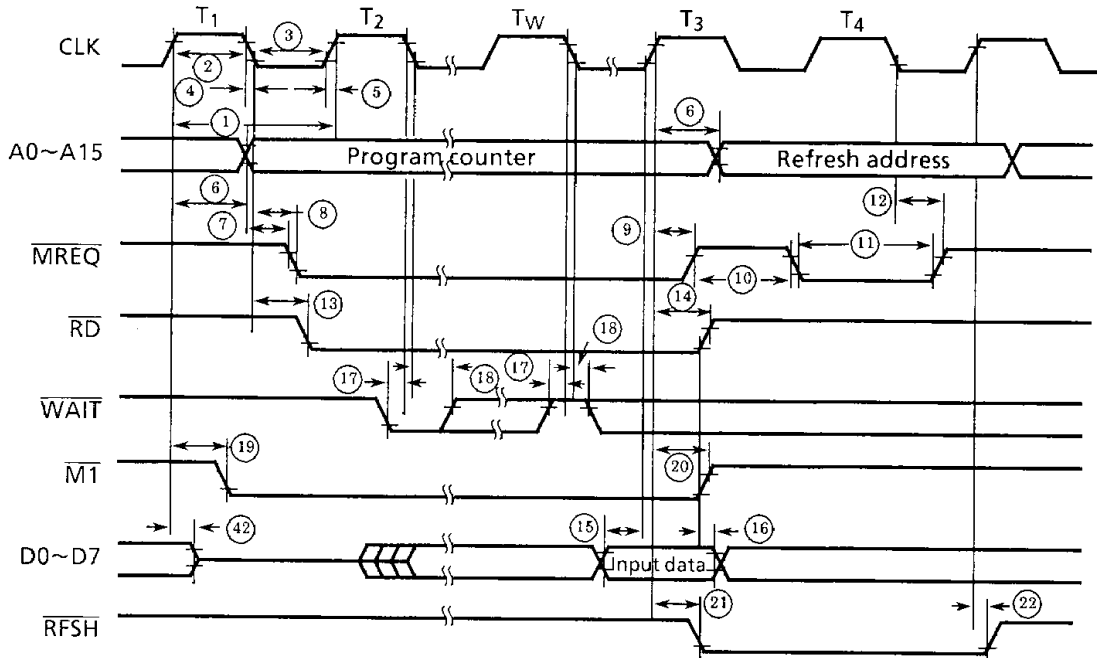 T1 T2 TW T3 T4
CLK
③
②
④ ⑤
①
⑥
A0~A15
Program counter
Refresh address
⑥
⑦ ⑧
⑫
MREQ
⑨
⑪
⑩
⑬
⑭
RD
⑱
⑰ ⑱ ⑰
WAIT
⑲
⑳
M1
㊷
⑮ ⑯
D0~D7
Input data
㉑ ㉒
RFSH